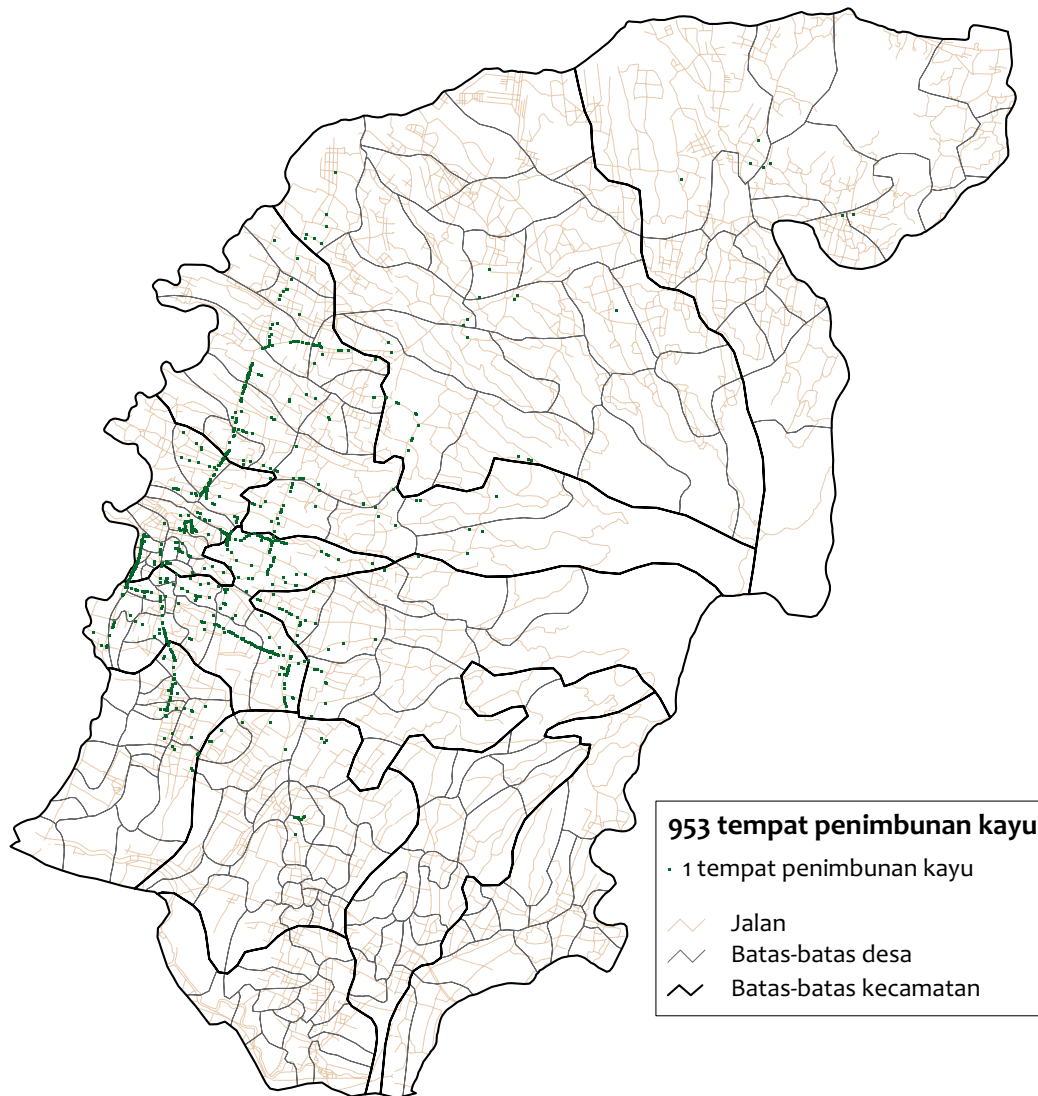 953 tempat penimbunan kayu
1 tempat penimbunan kayu
Jalan
Batas-batas desa
Batas-batas kecamatan